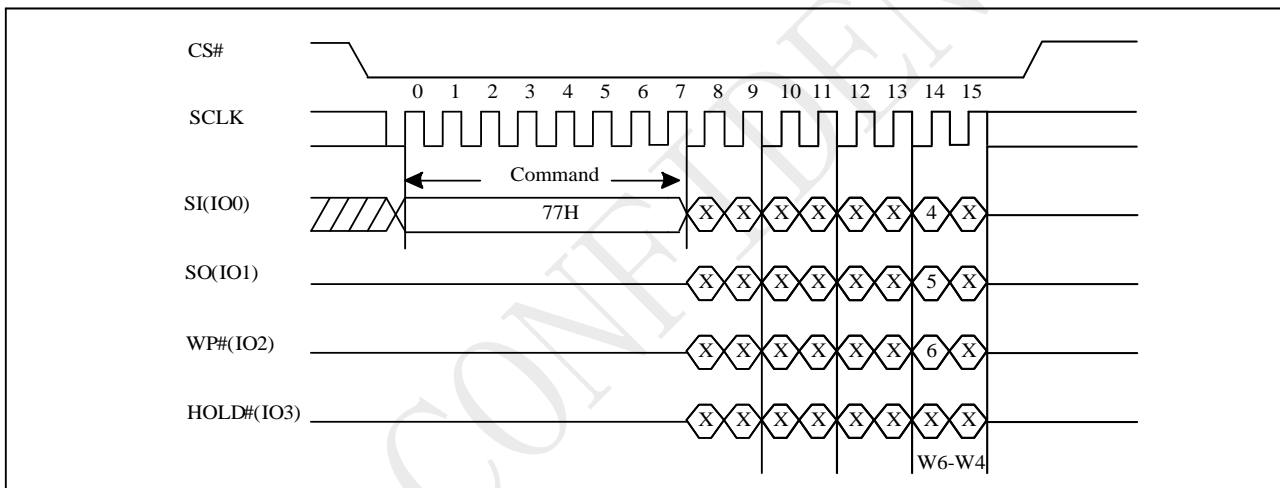 CS#
0 1 2 3 4 5 6 7 8 9 10 11 12 13 14 15
SCLK
Command
SI(IO0) 77H X X X X X X 4 X
SO(IO1) X X X X X X 5 X
WP#(IO2) X X X X X X 6 X
HOLD#(IO3) X X X X X X X X
W6-W4
CONFIDEN